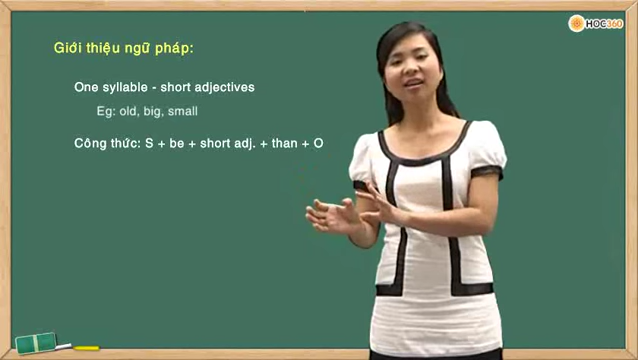 HOC360
Giới thiệu ngữ pháp:
One syllable - short adjectives
Eg: old, big, small
Công thức: S + be + short adj. + than + O